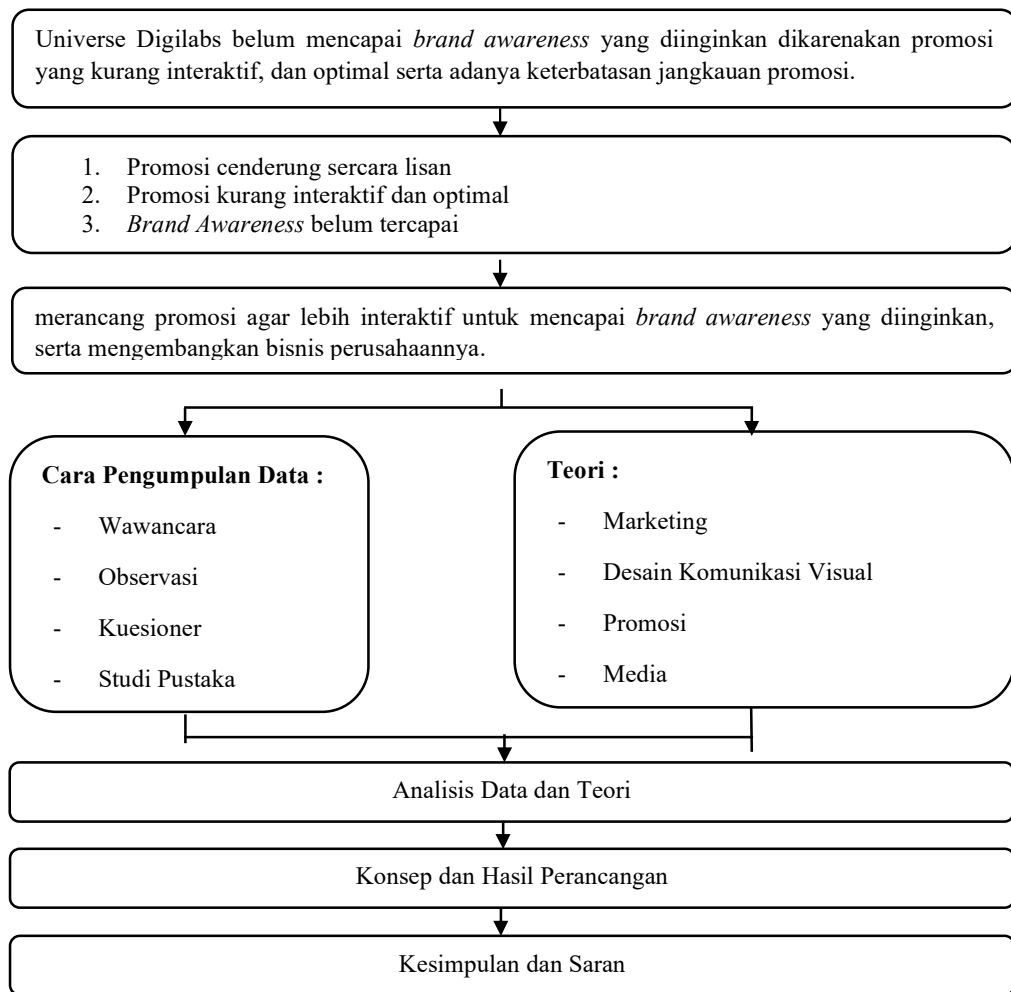 Universe Digilabs belum mencapai brand awareness yang diinginkan dikarenakan promosi
yang kurang interaktif, dan optimal serta adanya keterbatasan jangkauan promosi.
1. Promosi cenderung sercara lisan
2. Promosi kurang interaktif dan optimal
3. Brand Awareness belum tercapai
merancang promosi agar lebih interaktif untuk mencapai brand awareness yang diinginkan,
serta mengembangkan bisnis perusahaannya.
Cara Pengumpulan Data :
- Wawancara
- Observasi
- Kuesioner
- Studi Pustaka
Teori :
- Marketing
- Desain Komunikasi Visual
- Promosi
- Media
Analisis Data dan Teori
Konsep dan Hasil Perancangan
Kesimpulan dan Saran